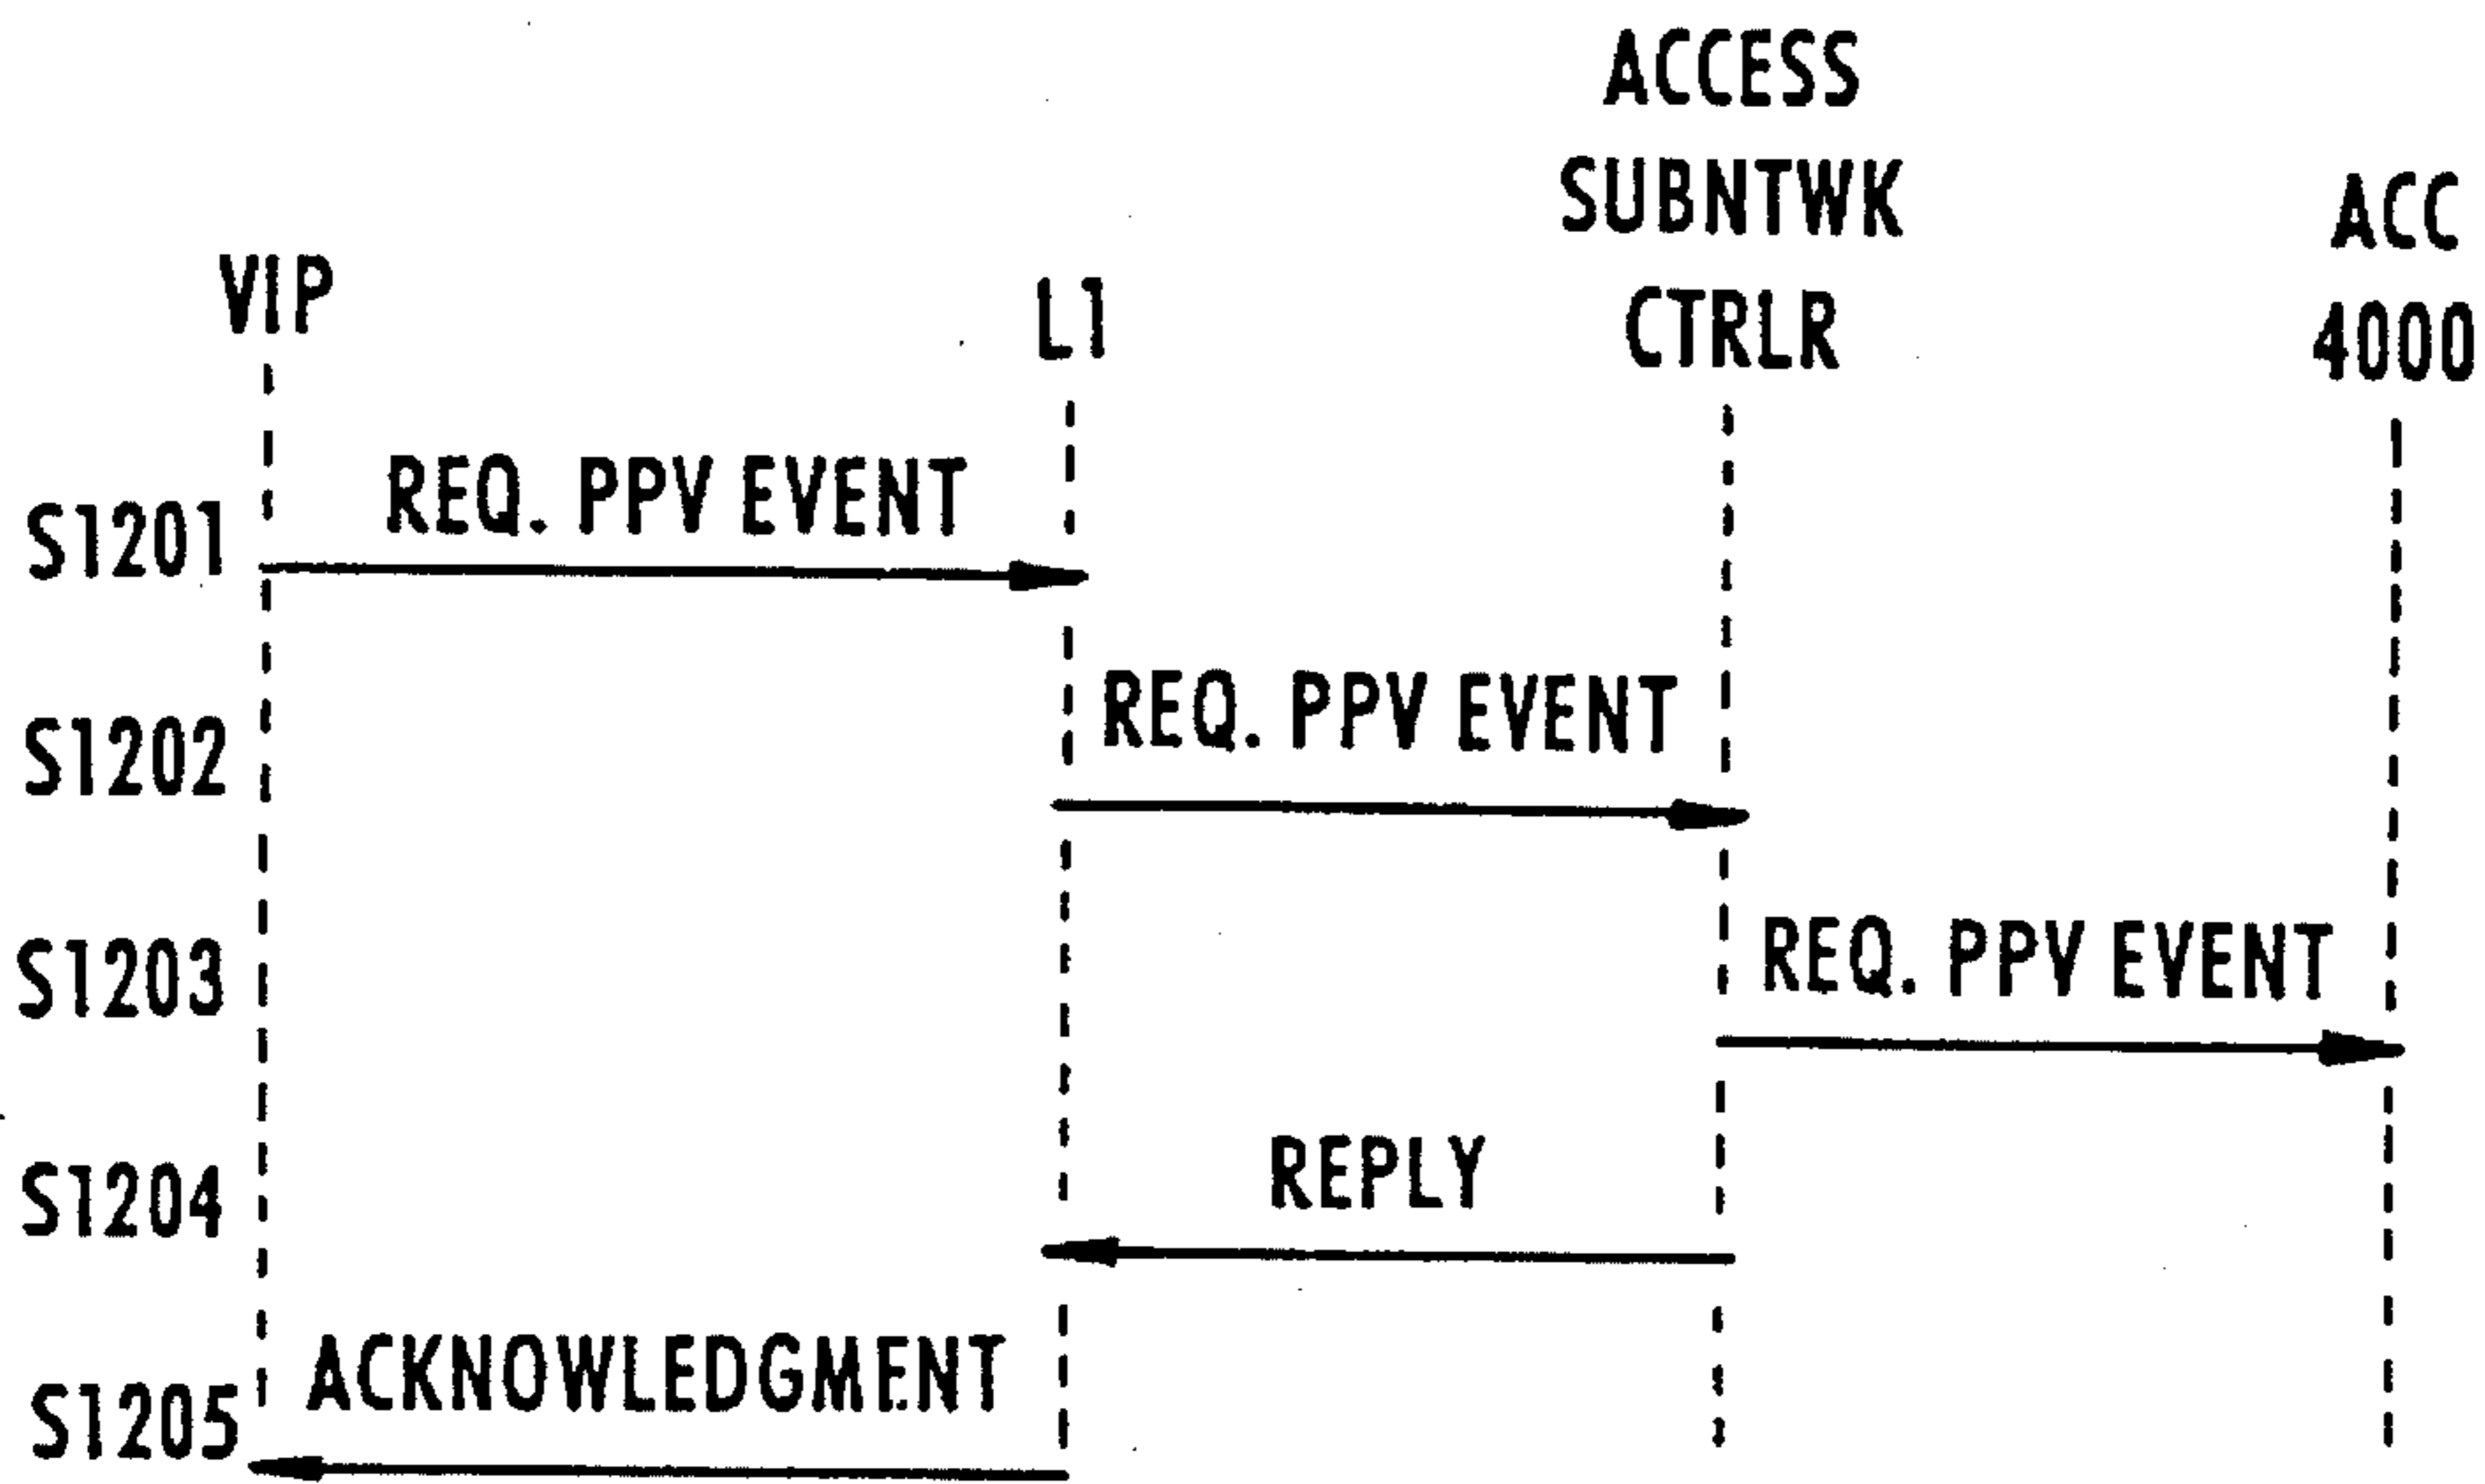 ACCESS
SUBNTWK
CTRLR
ACC
4000
VIP
L1
S1201
REQ. PPV EVENT
S1202
REQ. PPV EVENT
S1203
REQ. PPV EVENT
S1204
REPLY
S1205
ACKNOWLEDGMENT